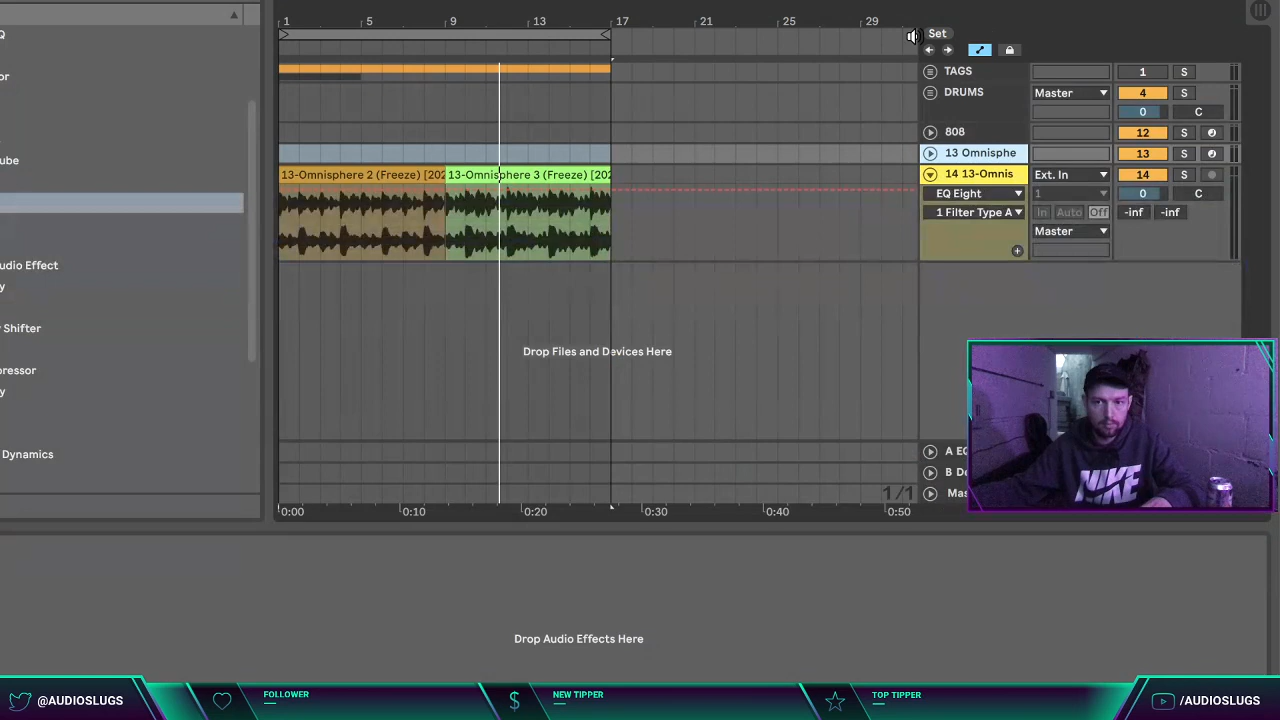 1 5 9 13 17 21 25 29
Set
TAGS 1 S
DRUMS Master 4 S
0 C
808 12 S
13 Omnisphe 13 S
14 13-Omnis Ext. In 14 S
EQ Eight 1 0 C
1 Filter Type A In Auto Off -inf -inf
Master
13-Omnisphere 2 (Freeze) [202
13-Omnisphere 3 (Freeze) [202
Drop Files and Devices Here
A EQ
B De
Mas
1/1
0:00 0:10 0:20 0:30 0:40 0:50
Q
or
ube
udio Effect
y
Shifter
pressor
y
Dynamics
NIKE
Drop Audio Effects Here
@AUDIOSLUGS
FOLLOWER
$
NEW TIPPER
TOP TIPPER
/AUDIOSLUGS